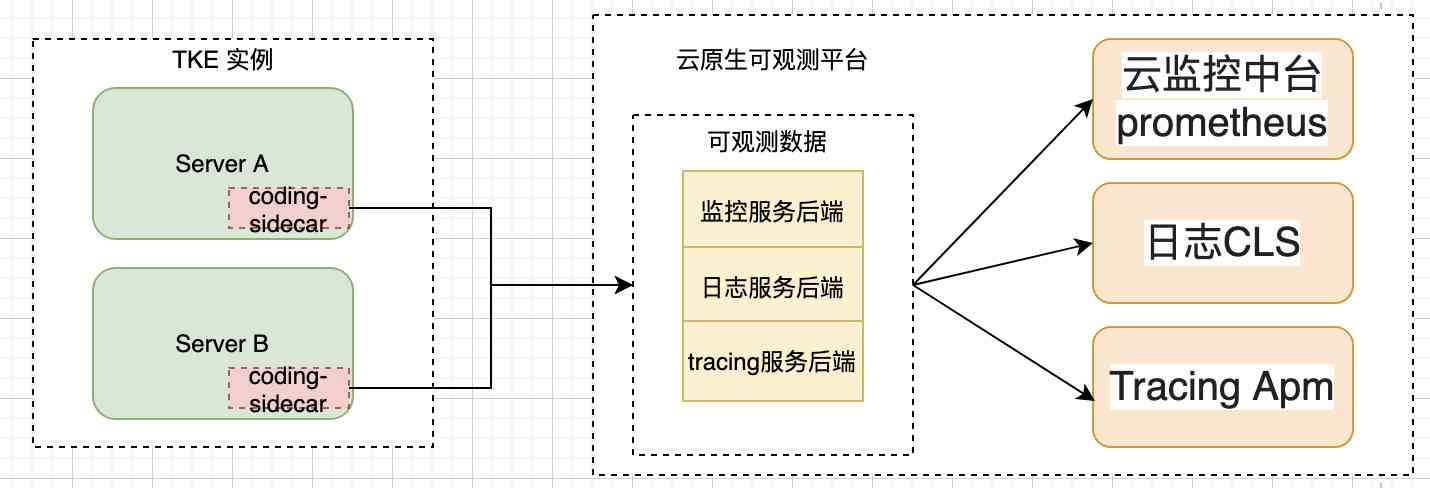 TKE 实例
Server A
coding-
sidecar
Server B
coding-
sidecar
云原生可观测平台
可观测数据
监控服务后端
日志服务后端
tracing服务后端
云监控中台
prometheus
日志CLS
Tracing Apm